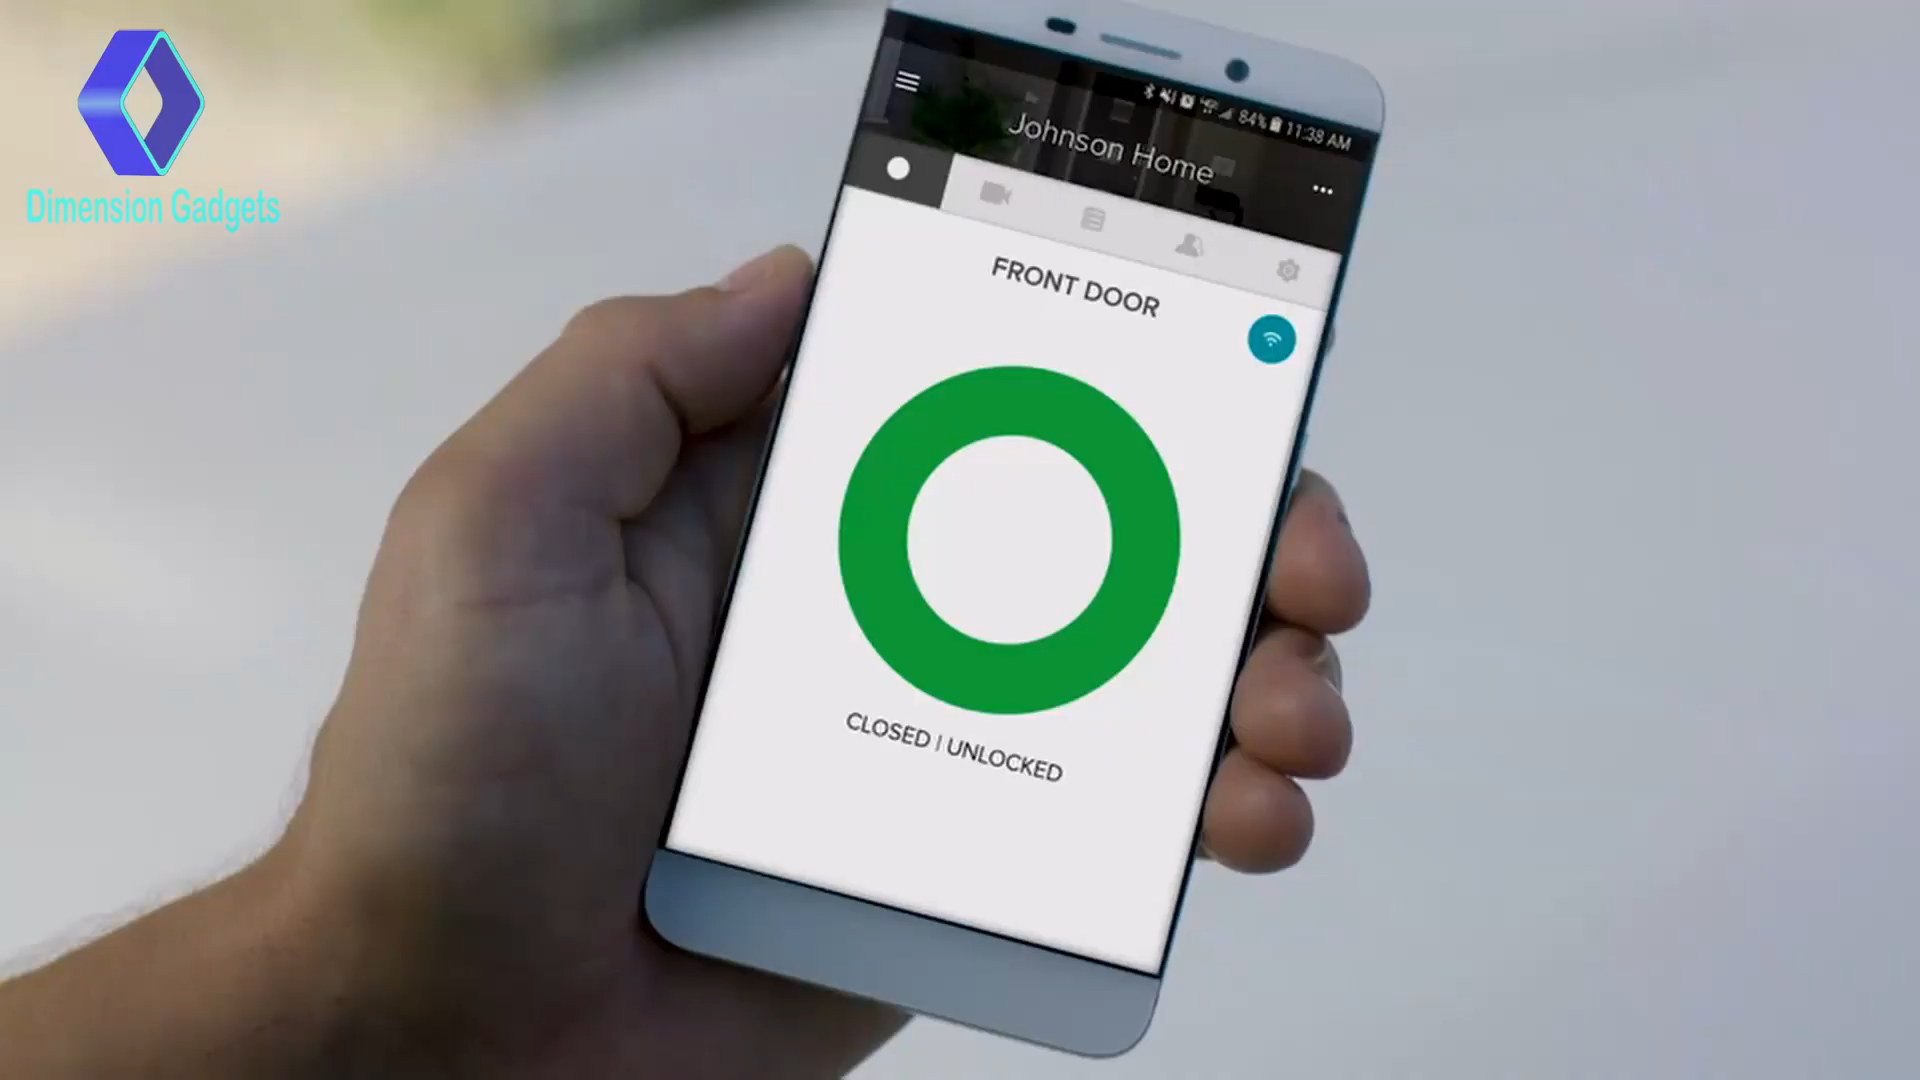 Dimension Gadgets
84% 11:38 AM
Johnson Home
FRONT DOOR
CLOSED | UNLOCKED